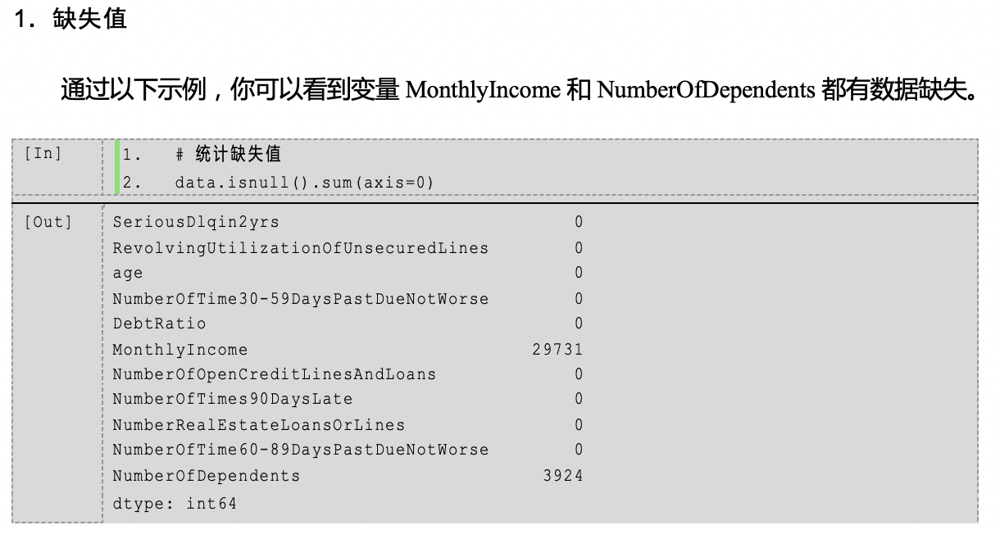 1. 缺失值
通过以下示例，你可以看到变量 MonthlyIncome 和 NumberOfDependents 都有数据缺失。
[In] 1. # 统计缺失值
2. data.isnull().sum(axis=0)
[Out] SeriousDlqin2yrs 0
RevolvingUtilizationOfUnsecuredLines 0
age 0
NumberOfTime30-59DaysPastDueNotWorse 0
DebtRatio 0
MonthlyIncome 29731
NumberOfOpenCreditLinesAndLoans 0
NumberOfTimes90DaysLate 0
NumberRealEstateLoansOrLines 0
NumberOfTime60-89DaysPastDueNotWorse 0
NumberOfDependents 3924
dtype: int64